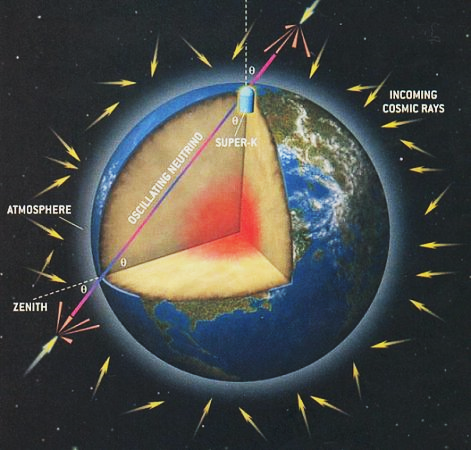 θ
INCOMING
COSMIC RAYS
θ
SUPER-K
OSCILLATING NEUTRINO
ATMOSPHERE
θ
θ
ZENITH